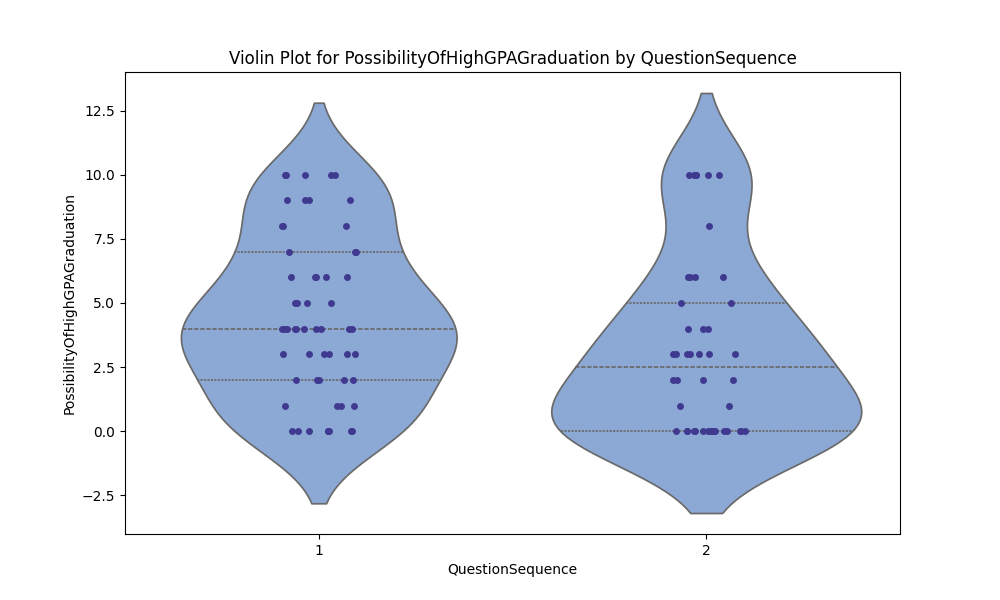 Violin Plot for PossibilityOfHighGPAGraduation by QuestionSequence
PossibilityOfHighGPAGraduation
12.5
10.0
7.5
5.0
2.5
0.0
−2.5
1 2
QuestionSequence